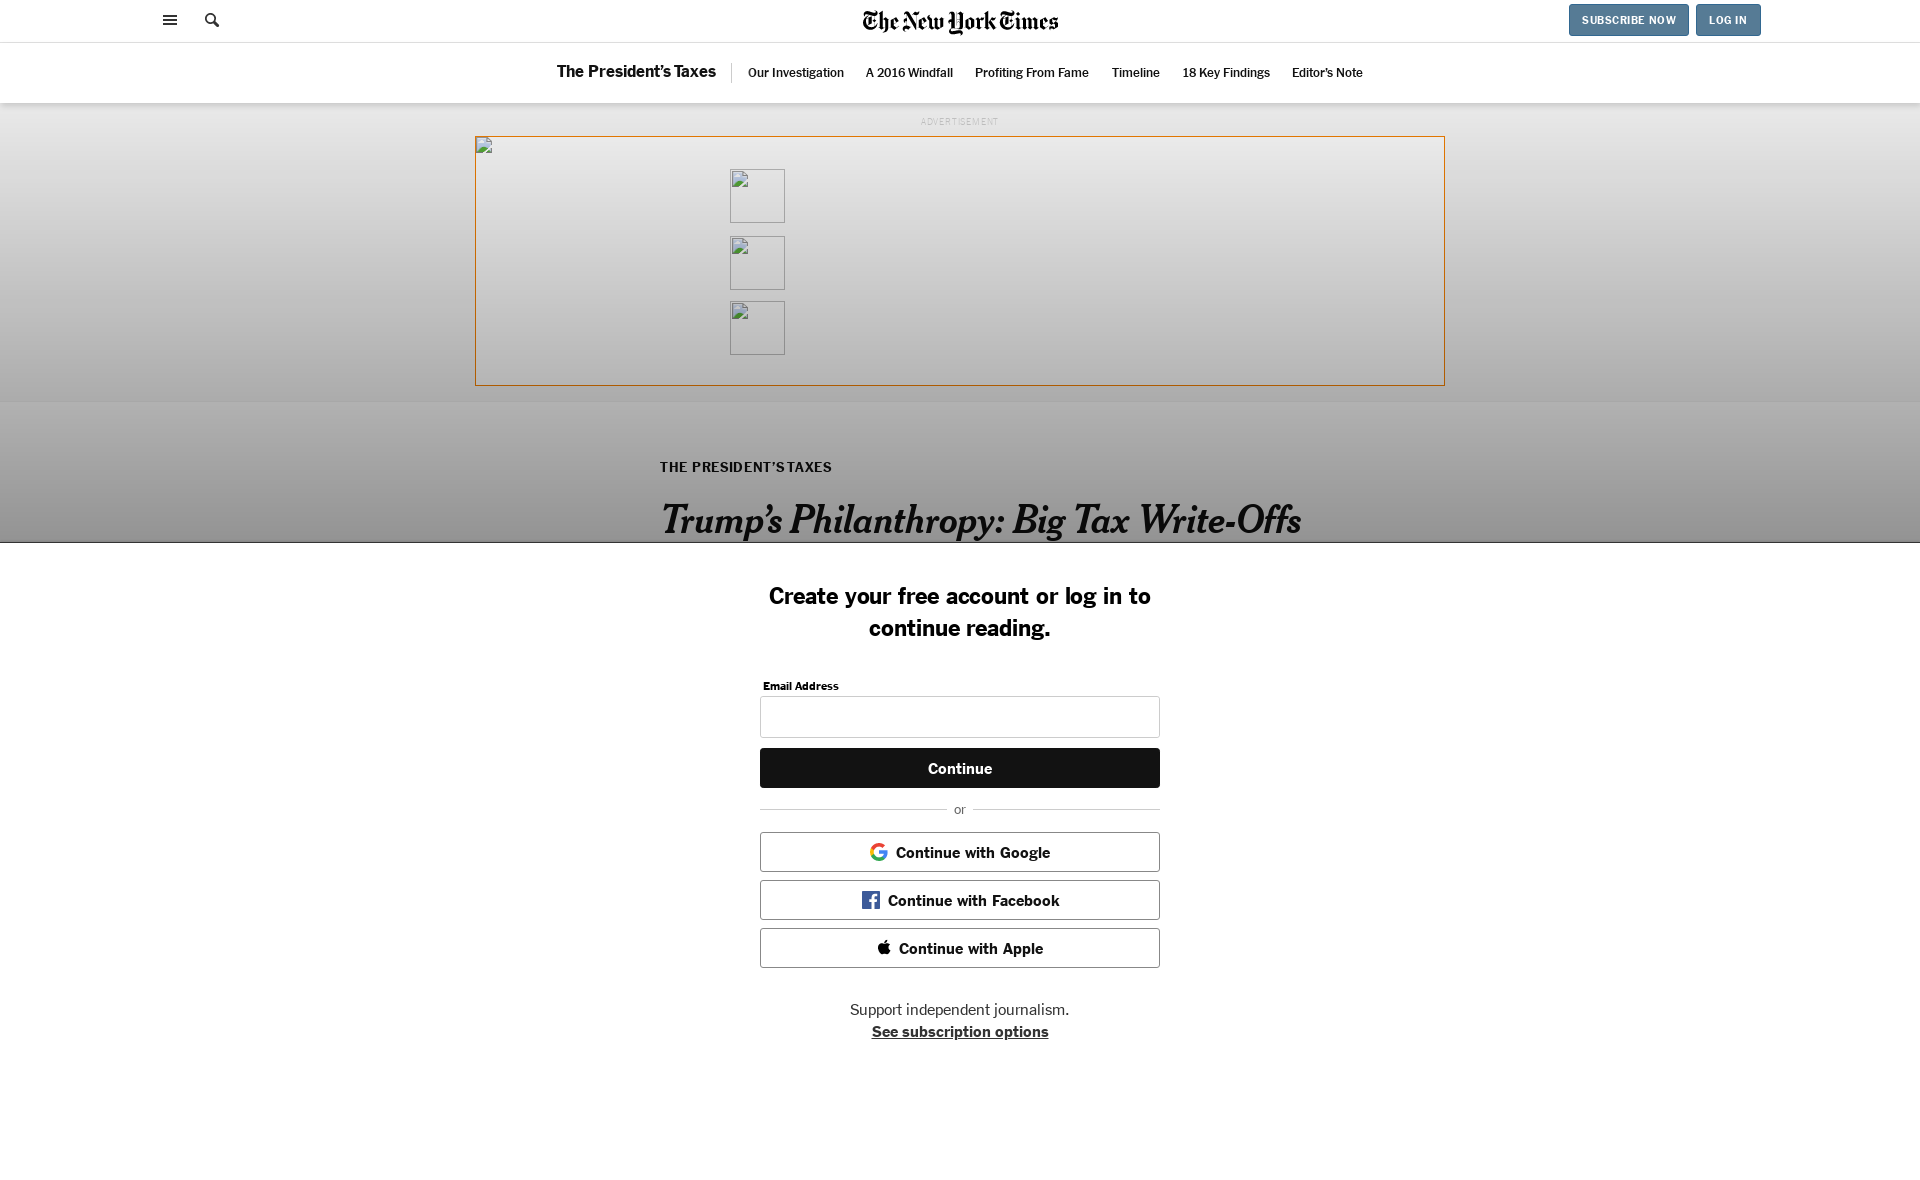 The New York Times
SUBSCRIBE NOW
LOG IN
The President’s Taxes
Our Investigation
A 2016 Windfall
Profiting From Fame
Timeline
18 Key Findings
Editor’s Note
ADVERTISEMENT
THE PRESIDENT’S TAXES
Trump’s Philanthropy: Big Tax Write-Offs
Create your free account or log in to
continue reading.
Email Address
Continue
or
Continue with Google
Continue with Facebook
Continue with Apple
Support independent journalism.
See subscription options